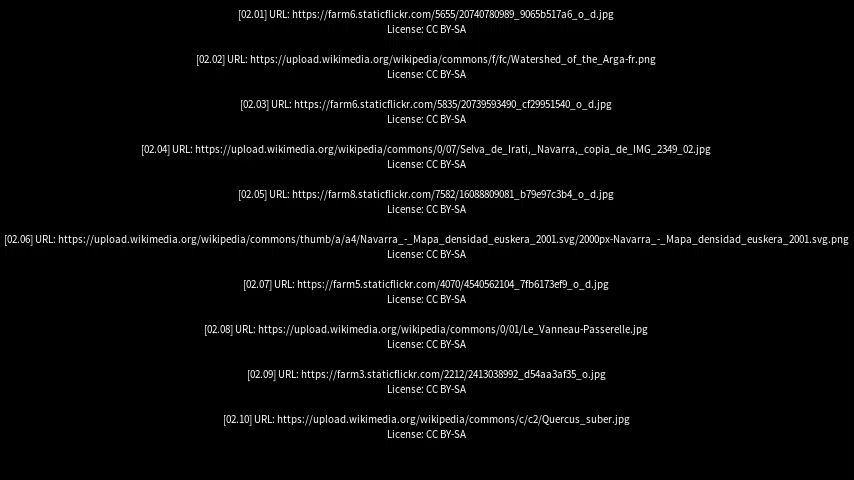 [02.01] URL: https://farm6.staticflickr.com/5655/20740780989_9065b517a6_o_d.jpg
License: CC BY-SA
[02.02] URL: https://upload.wikimedia.org/wikipedia/commons/f/fc/Watershed_of_the_Arga-fr.png
License: CC BY-SA
[02.03] URL: https://farm6.staticflickr.com/5835/20739593490_cf29951540_o_d.jpg
License: CC BY-SA
[02.04] URL: https://upload.wikimedia.org/wikipedia/commons/0/07/Selva_de_Irati,_Navarra,_copia_de_IMG_2349_02.jpg
License: CC BY-SA
[02.05] URL: https://farm8.staticflickr.com/7582/16088809081_b79e97c3b4_o_d.jpg
License: CC BY-SA
[02.06] URL: https://upload.wikimedia.org/wikipedia/commons/thumb/a/a4/Navarra_-_Mapa_densidad_euskera_2001.svg/2000px-Navarra_-_Mapa_densidad_euskera_2001.svg.png
License: CC BY-SA
[02.07] URL: https://farm5.staticflickr.com/4070/4540562104_7fb6173ef9_o_d.jpg
License: CC BY-SA
[02.08] URL: https://upload.wikimedia.org/wikipedia/commons/0/01/Le_Vanneau-Passerelle.jpg
License: CC BY-SA
[02.09] URL: https://farm3.staticflickr.com/2212/2413038992_d54aa3af35_o.jpg
License: CC BY-SA
[02.10] URL: https://upload.wikimedia.org/wikipedia/commons/c/c2/Quercus_suber.jpg
License: CC BY-SA